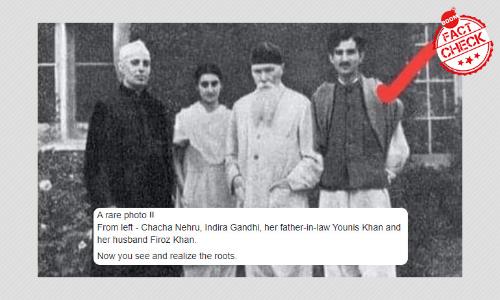 BOOM
FACT
CHECK
A rare photo II
From left - Chacha Nehru, Indira Gandhi, her father-in-law Younis Khan and
her husband Firoz Khan.
Now you see and realize the roots.